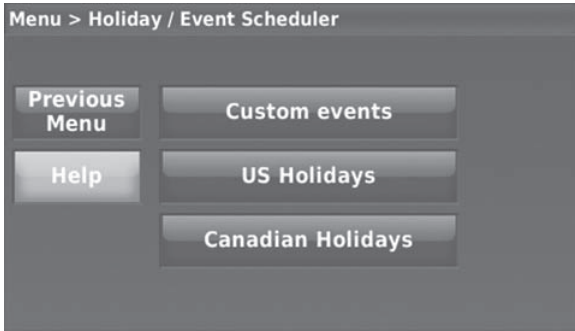 Menu > Holiday / Event Scheduler
Previous
Menu
Custom events
Help
US Holidays
Canadian Holidays